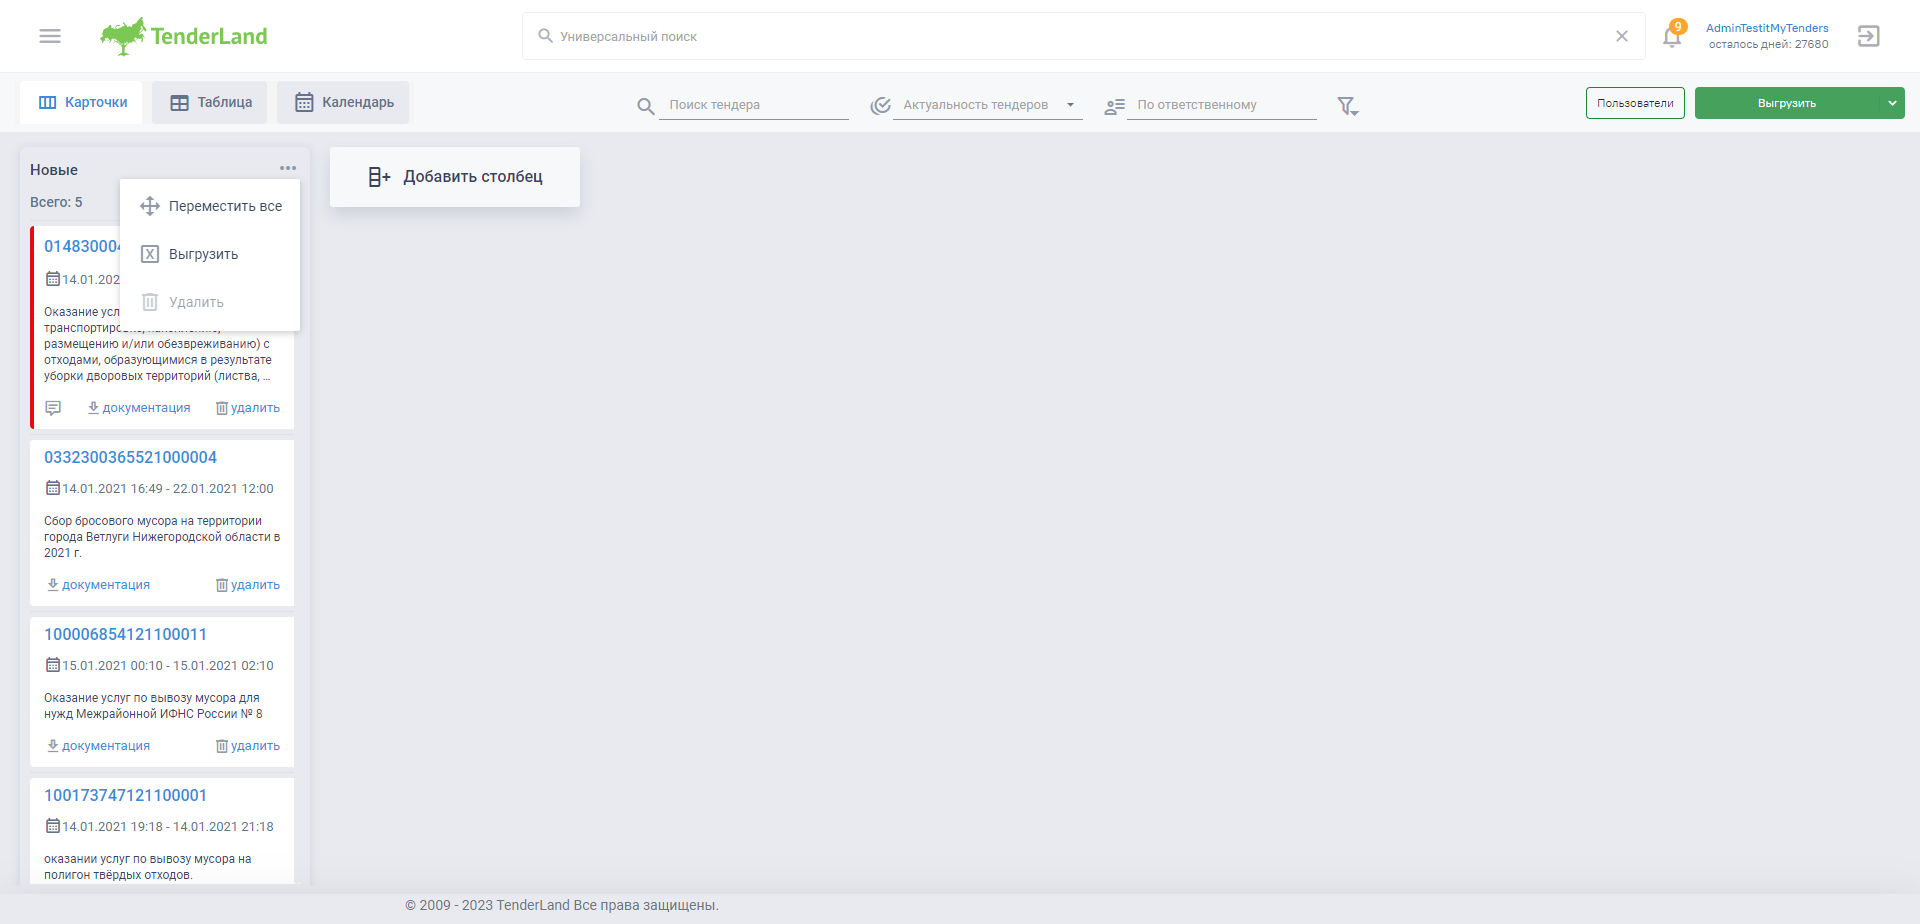 TenderLand
Универсальный поиск
9
AdminTestitMyTenders
осталось дней: 27680
Карточки
Таблица
Календарь
Поиск тендера
Актуальность тендеров
По ответственному
Пользователи
Выгрузить
Новые
Всего: 5
Переместить все
Выгрузить
Удалить
Добавить столбец
01483000
14.01.202
Оказание усл
размещению и/или обезвреживанию) с
отходами, образующимися в результате
уборки дворовых территорий (листва, ...
документация
удалить
0332300365521000004
14.01.2021 16:49 - 22.01.2021 12:00
Сбор бросового мусора на территории
города Ветлуги Нижегородской области в
2021 г.
документация
удалить
100006854121100011
15.01.2021 00:10 - 15.01.2021 02:10
Оказание услуг по вывозу мусора для
нужд Межрайонной ИФНС России № 8
документация
удалить
100173747121100001
14.01.2021 19:18 - 14.01.2021 21:18
оказании услуг по вывозу мусора на
полигон твёрдых отходов.
© 2009 - 2023 TenderLand Все права защищены.